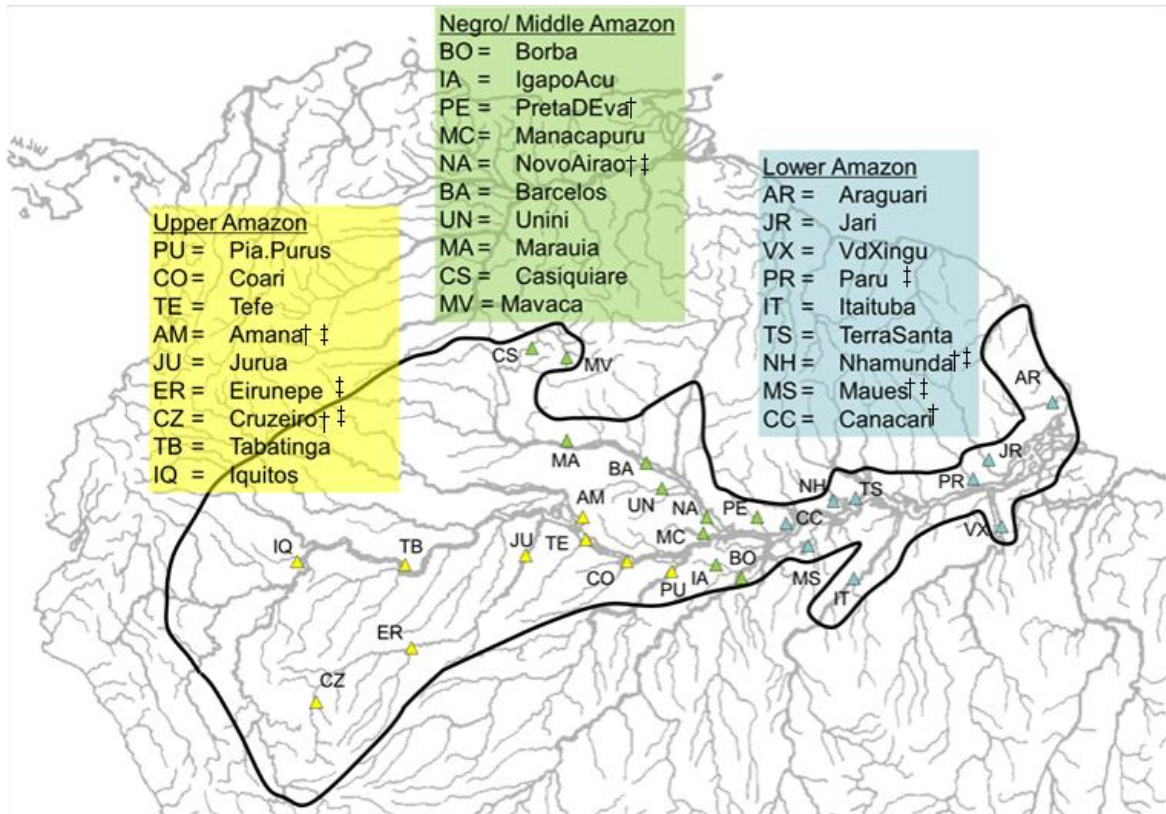 Negro/ Middle Amazon
BO = Borba
IA = IgapoAcu
PE = PretaDEva†
MC= Manacapuru
NA = NovoAirao†‡
BA = Barcelos
UN = Unini
MA = Marauia
CS = Casiquiare
MV = Mavaca
Lower Amazon
AR = Araguari
JR = Jari
VX = VdXingu
PR = Paru ‡
IT = Itaituba
TS = TerraSanta
NH = Nhamunda†‡
MS = Maues†‡
CC = Canacari†
Upper Amazon
PU = Pia.Purus
CO = Coari
TE = Tefe
AM = Amana† ‡
JU = Jurua
ER = Eirunepe ‡
CZ = Cruzeiro† ‡
TB = Tabatinga
IQ = Iquitos
MJW
CS
MV
AR
MA
BA
JR
PR
UN
AM
NA
PE
NH
TS
CC
VX
IQ
TB
JU
TE
MC
BO
CO
PU
IA
MS
IT
ER
CZ